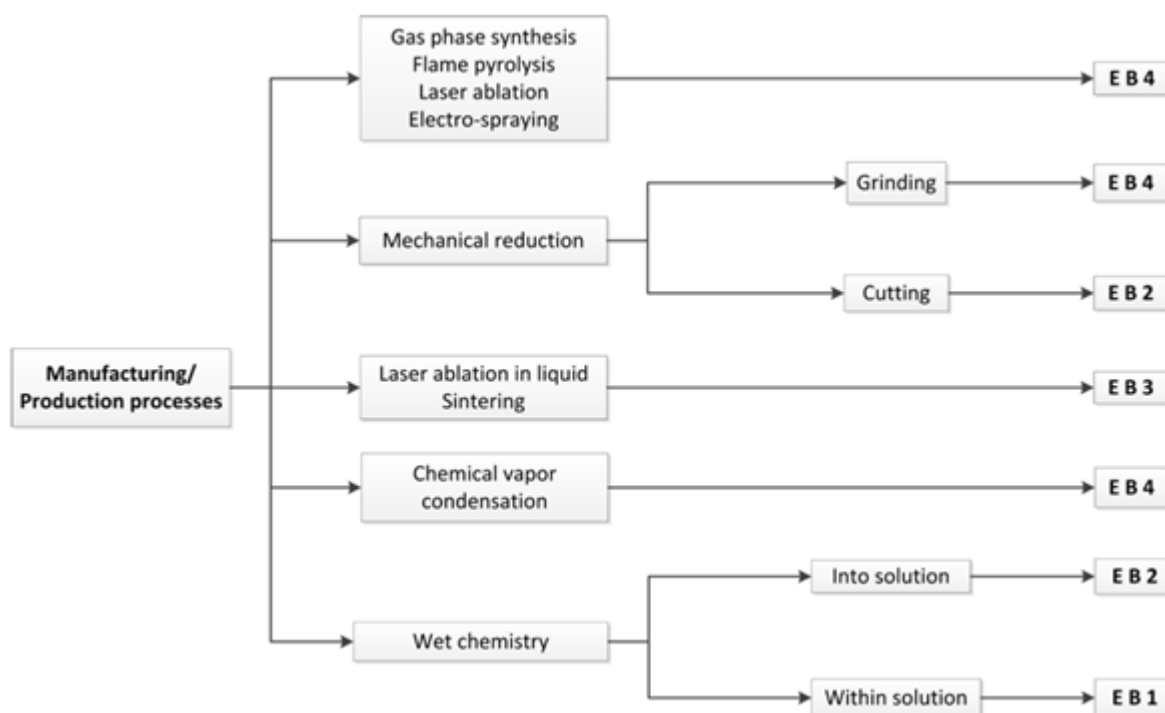 Gas phase synthesis
Flame pyrolysis
Laser ablation
Electro-spraying
E B 4
Mechanical reduction
Grinding
E B 4
Cutting
E B 2
Manufacturing/
Production processes
Laser ablation in liquid
Sintering
E B 3
Chemical vapor
condensation
E B 4
Wet chemistry
Into solution
E B 2
Within solution
E B 1